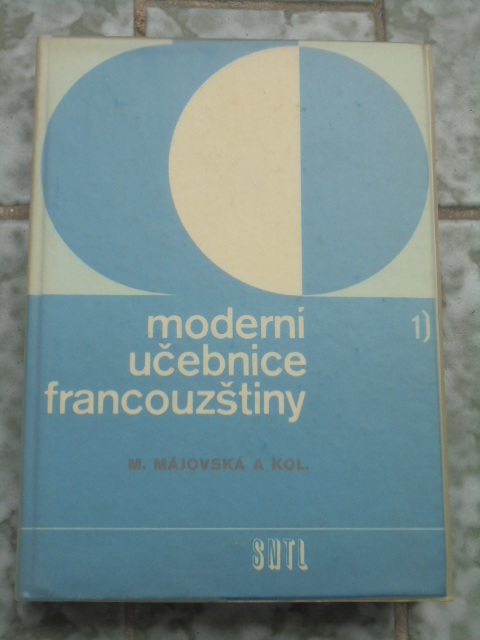 moderní
učebnice
francouzštiny
1)
M. MÁJOVSKÁ A KOL.
SNTL